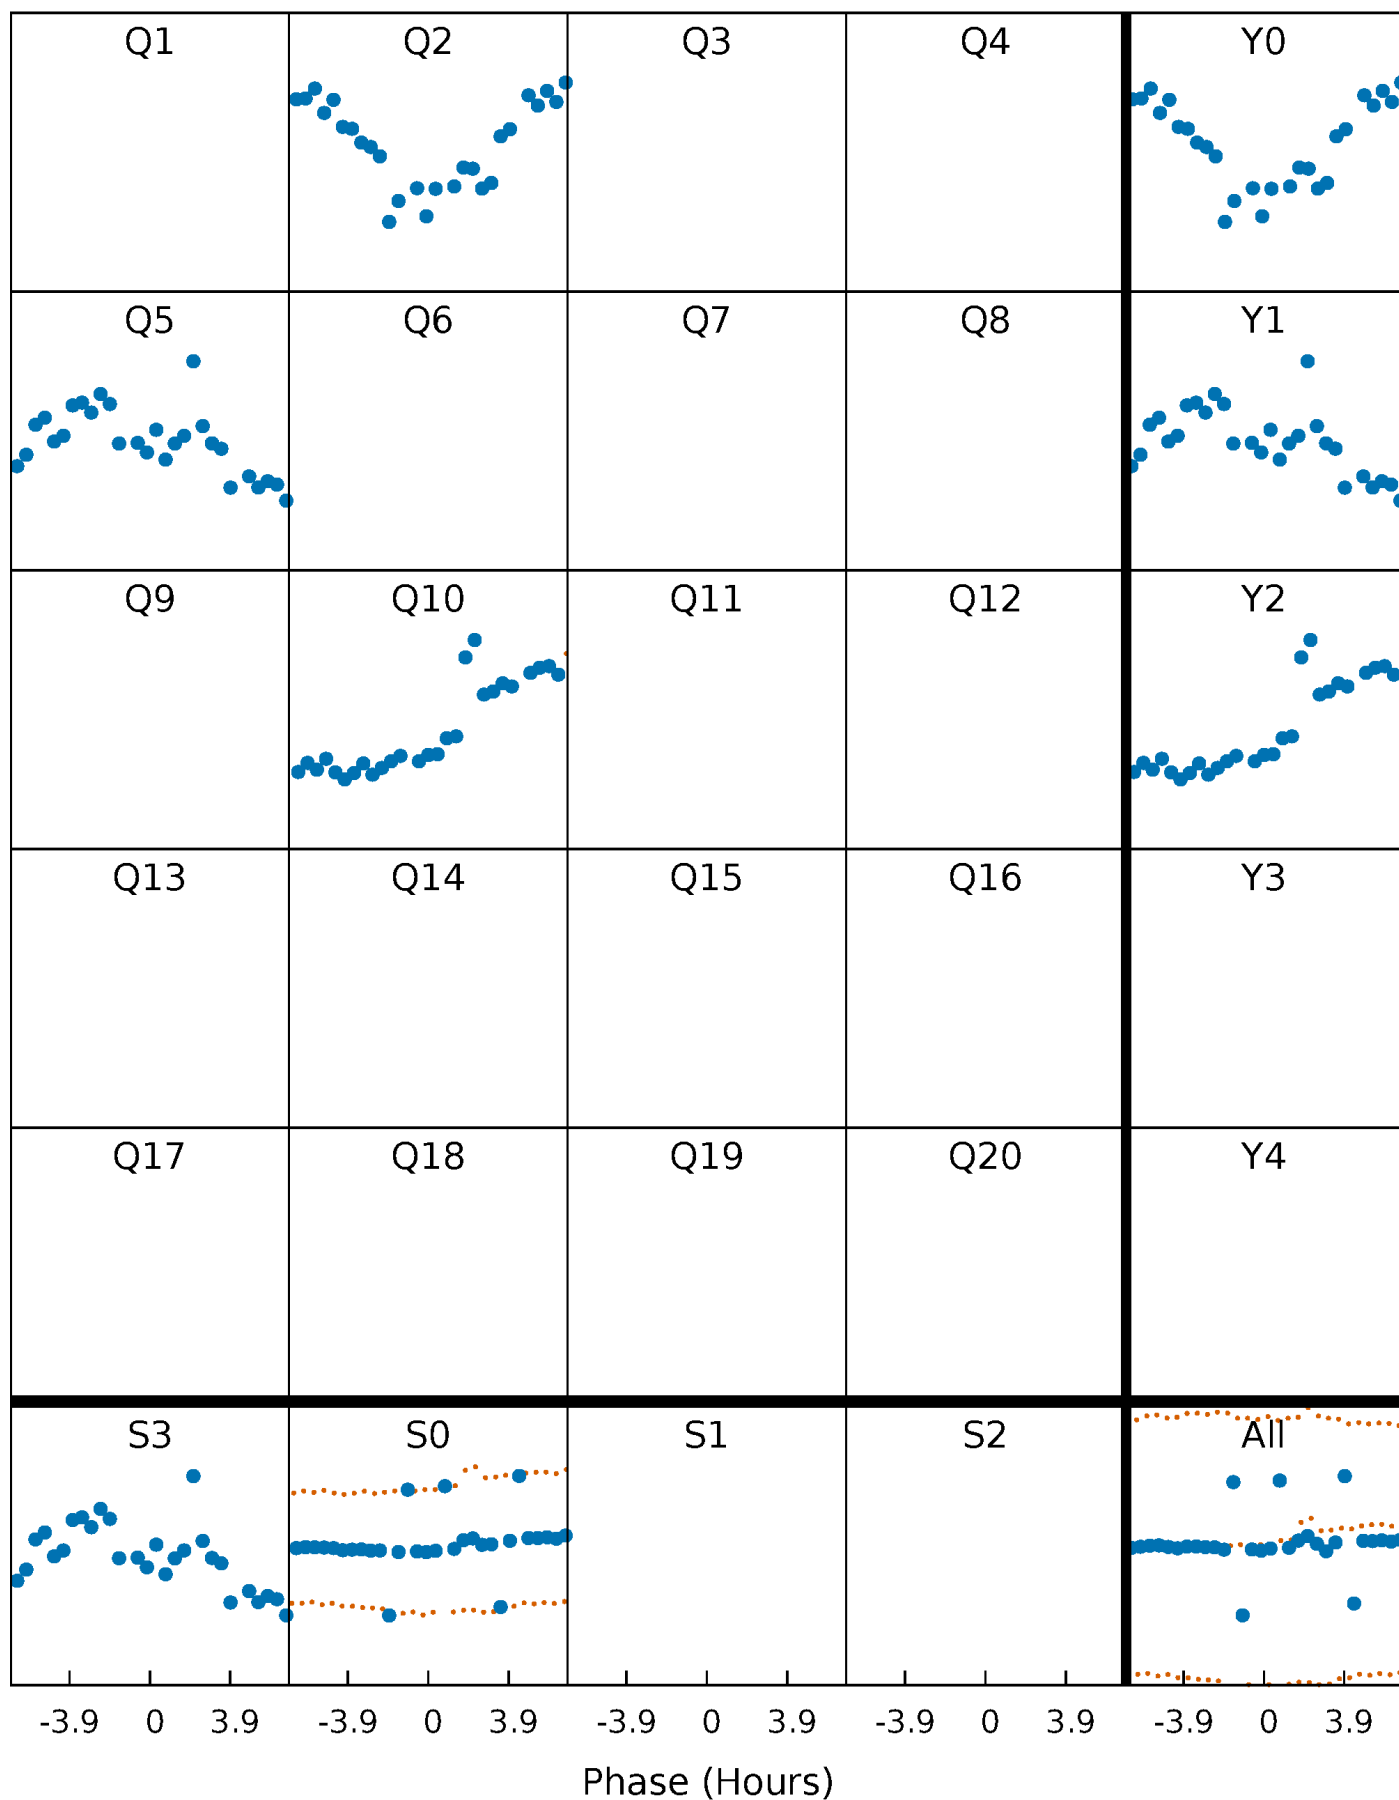 Q1 Q2 Q3 Q4 Y0
Q5 Q6 Q7 Q8 Y1
Q9 Q10 Q11 Q12 Y2
Q13 Q14 Q15 Q16 Y3
Q17 Q18 Q19 Q20 Y4
S3 S0 S1 S2 All
-3.9 0 3.9 -3.9 0 3.9 -3.9 0 3.9 -3.9 0 3.9 -3.9 0 3.9
Phase (Hours)